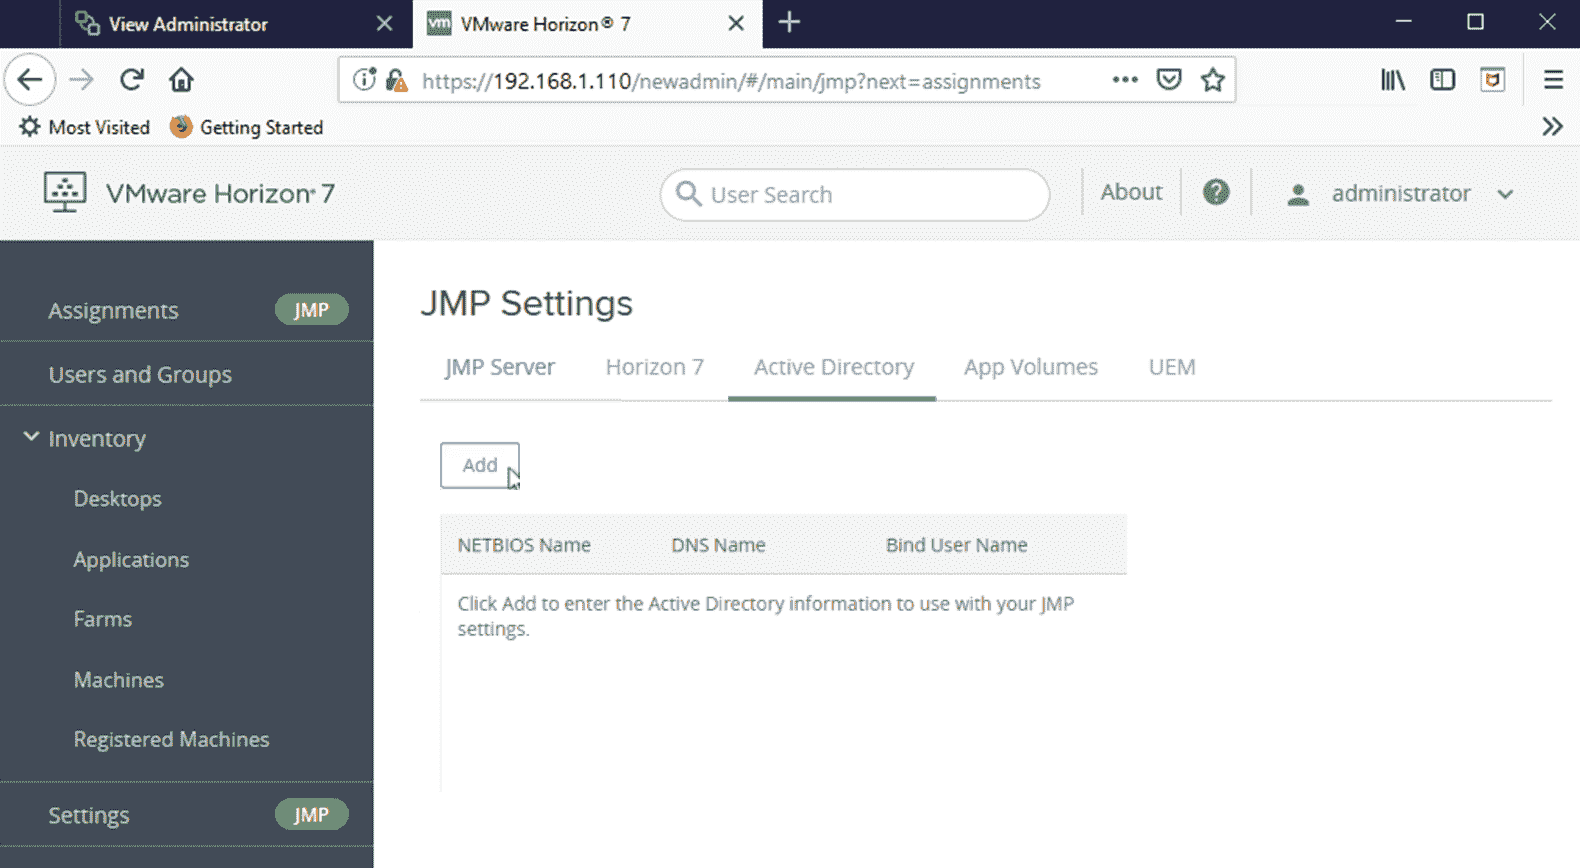 View Administrator
vm VMware Horizon® 7
https://192.168.1.110/newadmin/#/main/jmp?next=assignments
Most Visited
Getting Started
VMware Horizon® 7
User Search
About
?
administrator
Assignments JMP
Users and Groups
Inventory
Desktops
Applications
Farms
Machines
Registered Machines
Settings JMP
JMP Settings
JMP Server
Horizon 7
Active Directory
App Volumes
UEM
Add
NETBIOS Name
DNS Name
Bind User Name
Click Add to enter the Active Directory information to use with your JMP
settings.